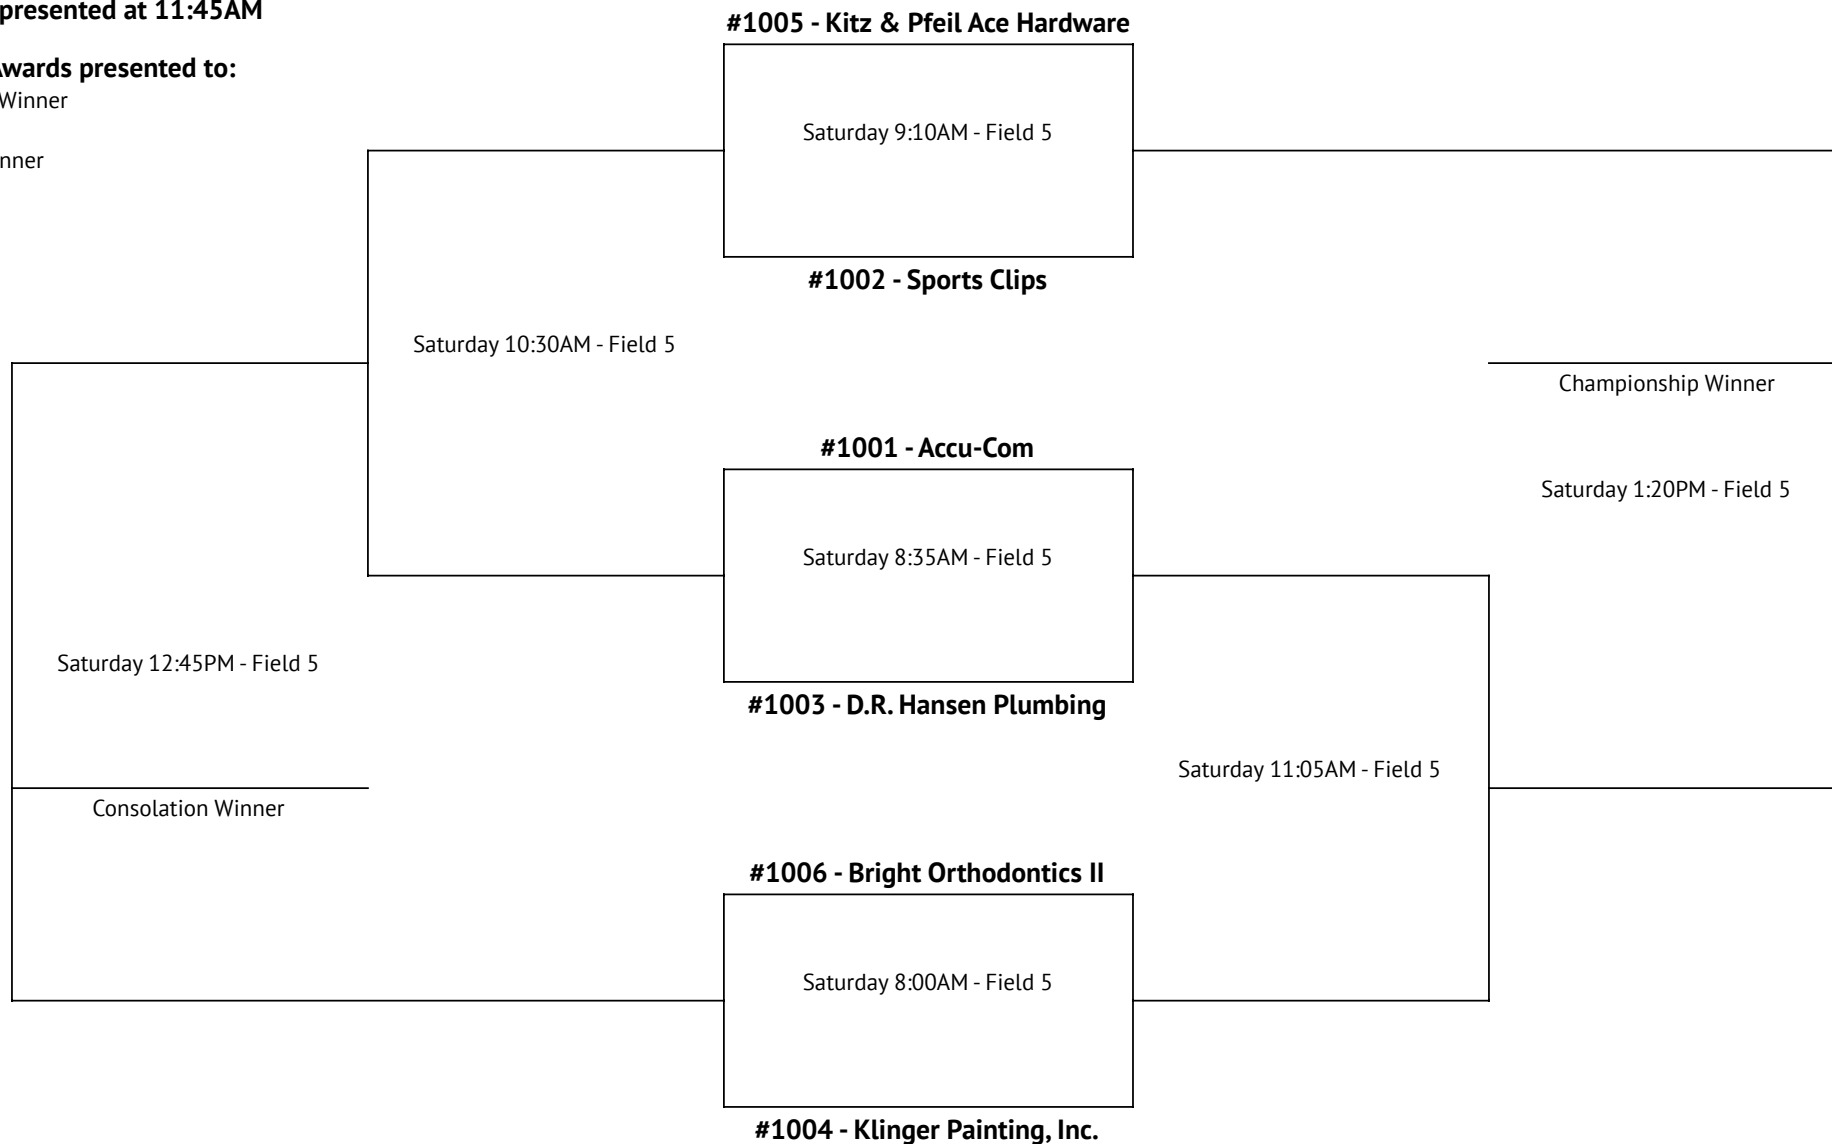 presented at 11:45AM
Awards presented to:
Winner
nner
#1005 - Kitz & Pfeil Ace Hardware
Saturday 9:10AM - Field 5
#1002 - Sports Clips
Saturday 10:30AM - Field 5
Championship Winner
#1001 - Accu-Com
Saturday 1:20PM - Field 5
Saturday 8:35AM - Field 5
Saturday 12:45PM - Field 5
#1003 - D.R. Hansen Plumbing
Saturday 11:05AM - Field 5
Consolation Winner
#1006 - Bright Orthodontics II
Saturday 8:00AM - Field 5
#1004 - Klinger Painting, Inc.